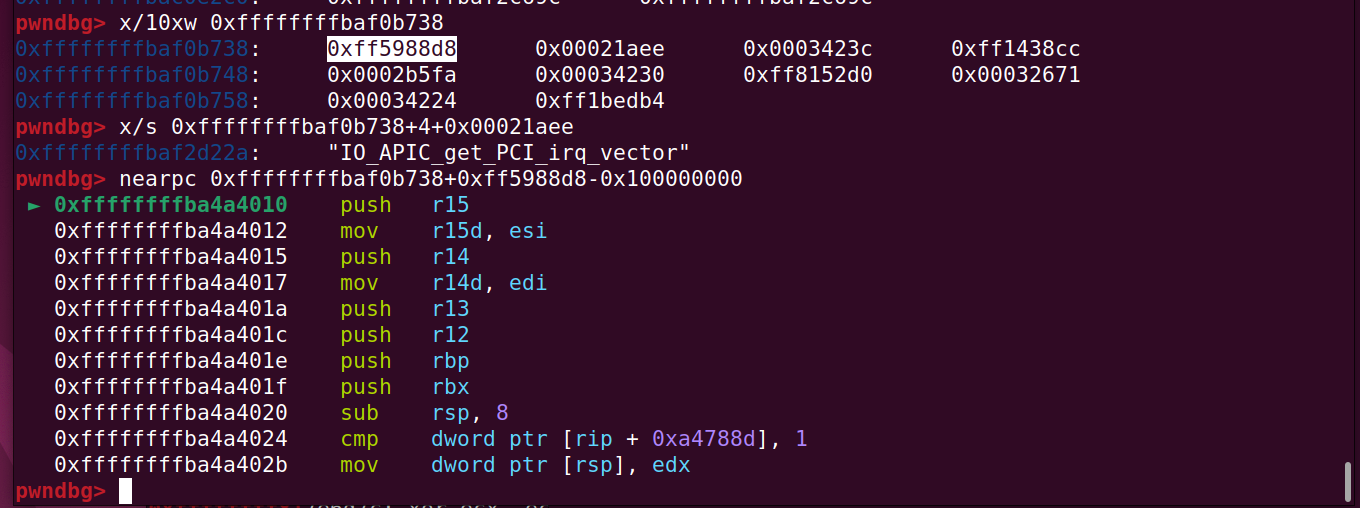 pwndbg> x/10xw 0xffffffffbaf0b738
0xffffffffbaf0b738: 0xff5988d8 0x00021aee 0x0003423c 0xff1438cc
0xffffffffbaf0b748: 0x0002b5fa 0x00034230 0xff8152d0 0x00032671
0xffffffffbaf0b758: 0x00034224 0xff1bedb4
pwndbg> x/s 0xffffffffbaf0b738+4+0x00021aee
0xffffffffbaf2d22a: "IO_APIC_get_PCI_irq_vector"
pwndbg> nearpc 0xffffffffbaf0b738+0xff5988d8-0x100000000
► 0xffffffffba4a4010 push r15
0xffffffffba4a4012 mov r15d, esi
0xffffffffba4a4015 push r14
0xffffffffba4a4017 mov r14d, edi
0xffffffffba4a401a push r13
0xffffffffba4a401c push r12
0xffffffffba4a401e push rbp
0xffffffffba4a401f push rbx
0xffffffffba4a4020 sub rsp, 8
0xffffffffba4a4024 cmp dword ptr [rip + 0xa4788d], 1
0xffffffffba4a402b mov dword ptr [rsp], edx
pwndbg>